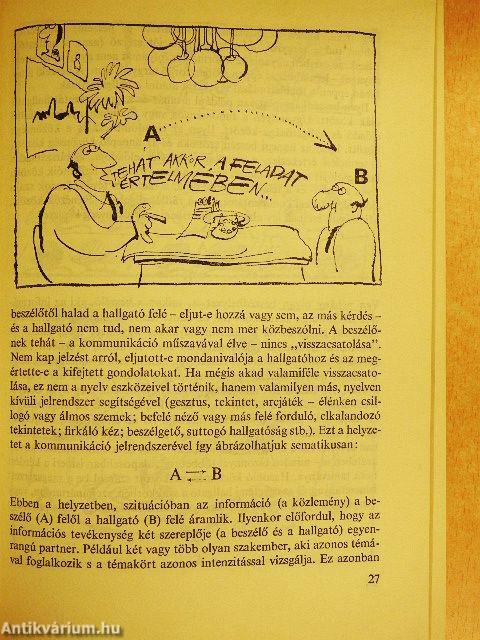 A
B
TEHÁT AKKOR A FELADAT
ÉRTELMÉBEN...
beszélőtől halad a hallgató felé – eljut-e hozzá vagy sem, az más kérdés –
és a hallgató nem tud, nem akar vagy nem mer közbeszólni. A beszélő-
nek tehát – a kommunikáció műszavával élve – nincs „visszacsatolása”.
Nem kap jelzést arról, eljutott-e mondanivalója a hallgatóhoz és az meg-
értette-e a kifejtett gondolatokat. Ha mégis akad valamiféle visszacsato-
lása, ez nem a nyelv eszközeivel történik, hanem valamilyen más, nyelven
kívüli jelrendszer segítségével (gesztus, tekintet, arcjáték – élénken csil-
logó vagy álmos szemek; befelé néző vagy más felé forduló, elkalandozó
tekintetek; firkáló kéz; beszélgető, suttogó hallgatóság stb.). Ezt a helyze-
tet a kommunikáció jelrendszerével így ábrázolhatjuk sematikusan:
A ⇄ B
Ebben a helyzetben, szituációban az információ (a közlemény) a be-
szélő (A) felől a hallgató (B) felé áramlik. Ilyenkor előfordul, hogy az
információs tevékenység két szereplője (a beszélő és a hallgató) egyen-
rangú partner. Például két vagy több olyan szakember, aki azonos témá-
val foglalkozik s a témakört azonos intenzitással vizsgálja. Ez azonban
27
Antikvárium.hu